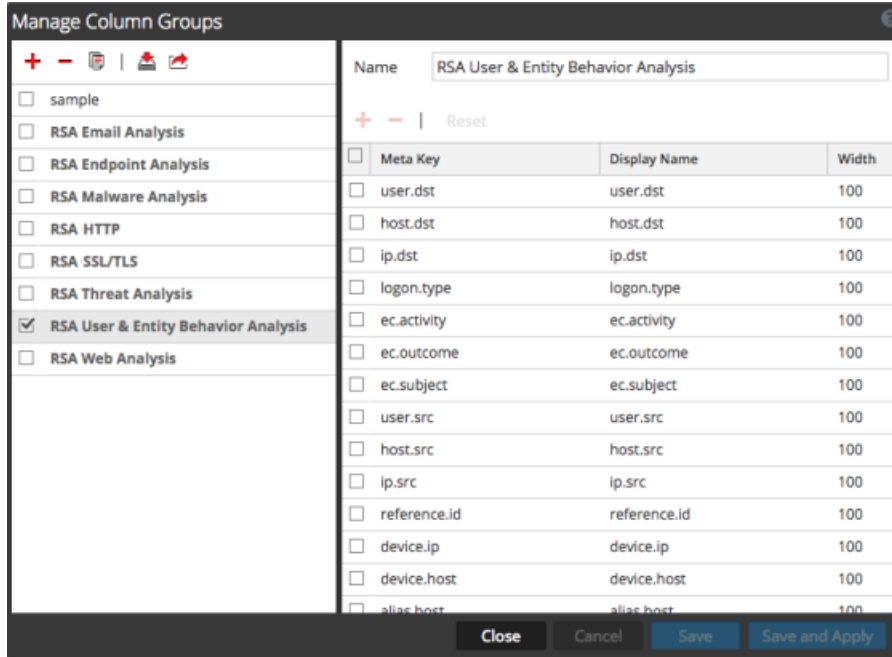 Manage Column Groups
sample
RSA Email Analysis
RSA Endpoint Analysis
RSA Malware Analysis
RSA HTTP
RSA SSL/TLS
RSA Threat Analysis
RSA User & Entity Behavior Analysis
RSA Web Analysis
Name RSA User & Entity Behavior Analysis
Reset
Meta Key Display Name Width
user.dst user.dst 100
host.dst host.dst 100
ip.dst ip.dst 100
logon.type logon.type 100
ec.activity ec.activity 100
ec.outcome ec.outcome 100
ec.subject ec.subject 100
user.src user.src 100
host.src host.src 100
ip.src ip.src 100
reference.id reference.id 100
device.ip device.ip 100
device.host device.host 100
alias.host alias.host 100
Close Cancel Save Save and Apply